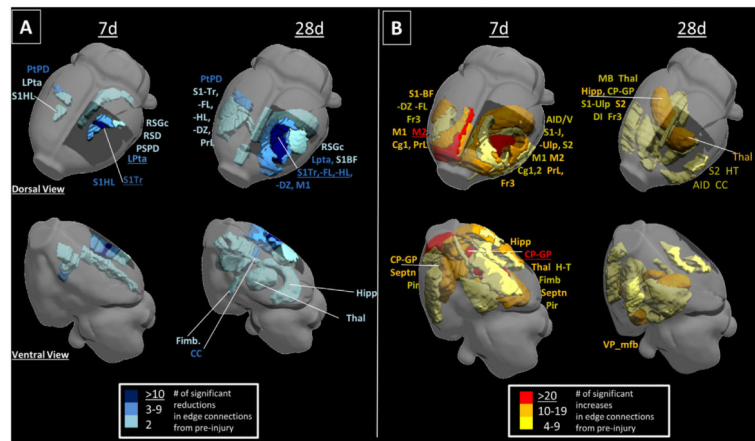 A
7d
28d
PtPD
LPta
S1HL
RSGc
RSD
PSPD
LPta
S1HL
S1Tr
Dorsal View
PtPD
S1-Tr,
-FL,
-HL,
-DZ,
PrL
RSGc
Lpta, S1BF
S1Tr,-FL,-HL,
-DZ, M1
Ventral View
Hipp
Thal
Fimb.
CC
>10
3-9
2
# of significant
reductions
in edge connections
from pre-injury
B
7d
28d
S1-BF
-DZ -FL
Fr3
M1 M2
Cg1, PrL
AID/V
S1-J,
-Ulp, S2
M1 M2
Cg1,2 PrL,
Fr3
MB Thal
Hipp, CP-GP
S1-Ulp S2
DI Fr3
Thal
S2 HT
AID CC
CP-GP
Septn
Pir
Hipp
CP-GP
Thal H-T
Fimb
Septn
Pir
VP_mfb
>20
10-19
4-9
# of significant
increases
in edge connections
from pre-injury